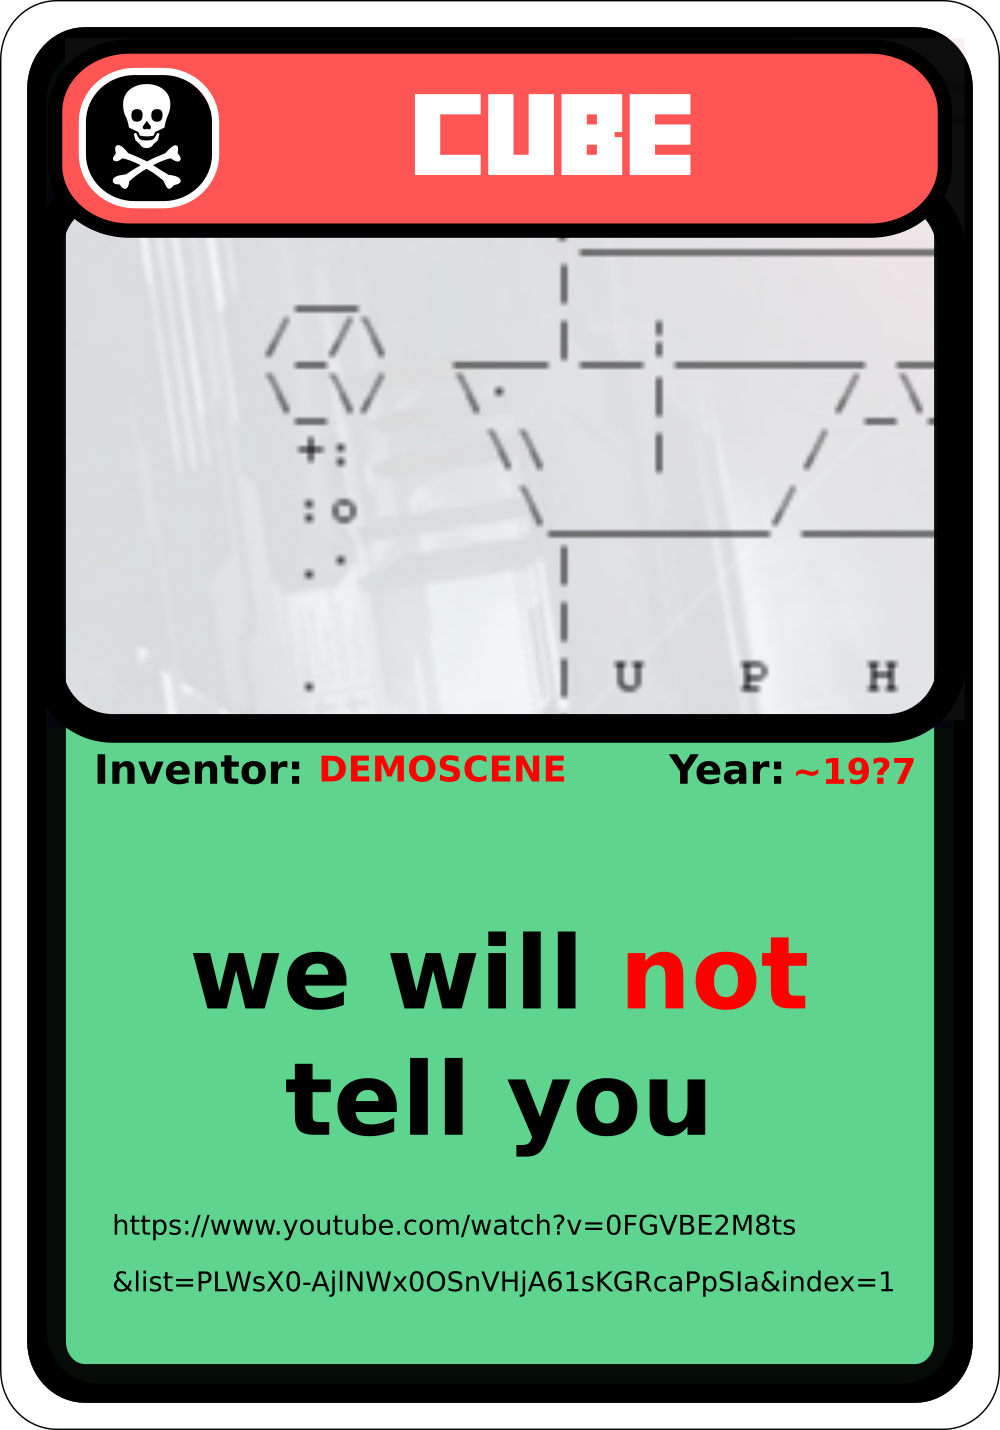 CUBE
U P H
Inventor: DEMOSCENE Year: ~19?7
we will not
tell you
https://www.youtube.com/watch?v=0FGVBE2M8ts
&list=PLWsX0-AjlNWx0OSnVHjA61sKGRcaPpSIa&index=1